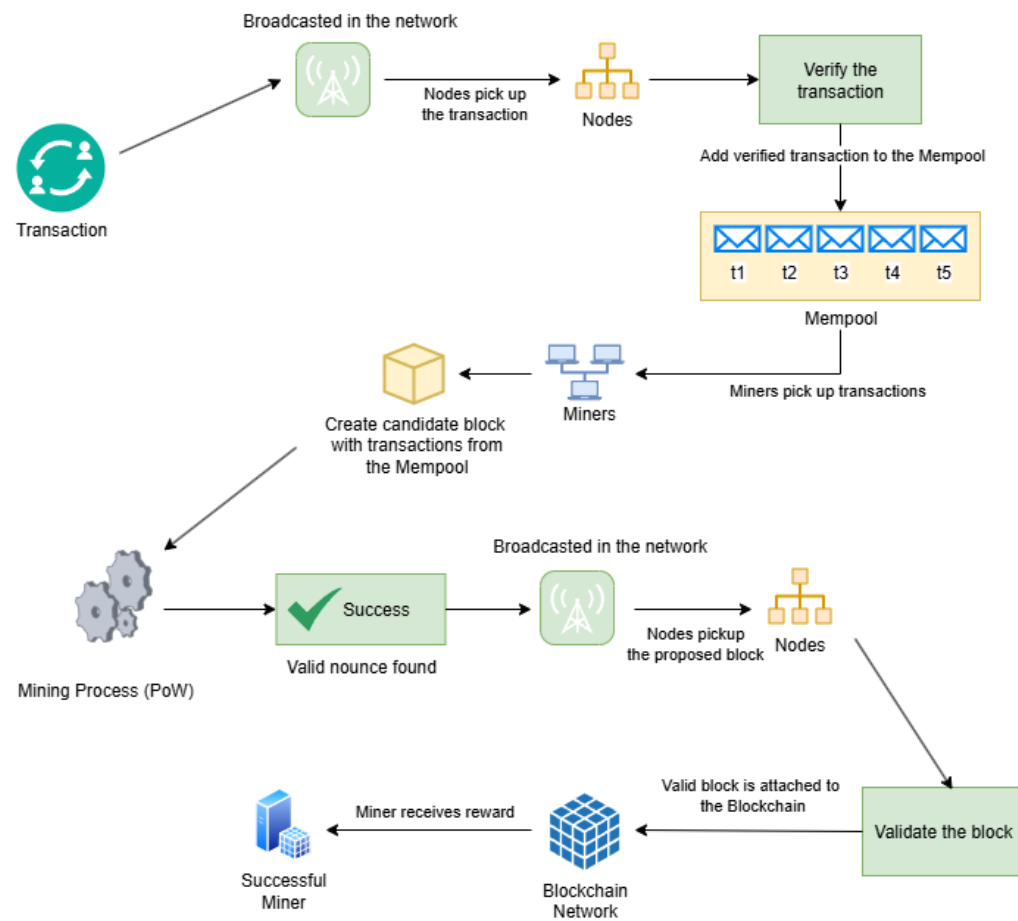 Broadcasted in the network
Nodes pick up
the transaction
Nodes
Verify the
transaction
Transaction
Add verified transaction to the Mempool
t1 t2 t3 t4 t5
Mempool
Miners pick up transactions
Miners
Create candidate block
with transactions from
the Mempool
Mining Process (PoW)
Success
Valid nounce found
Broadcasted in the network
Nodes pickup
the proposed block
Nodes
Validate the block
Valid block is attached to
the Blockchain
Blockchain
Network
Miner receives reward
Successful
Miner